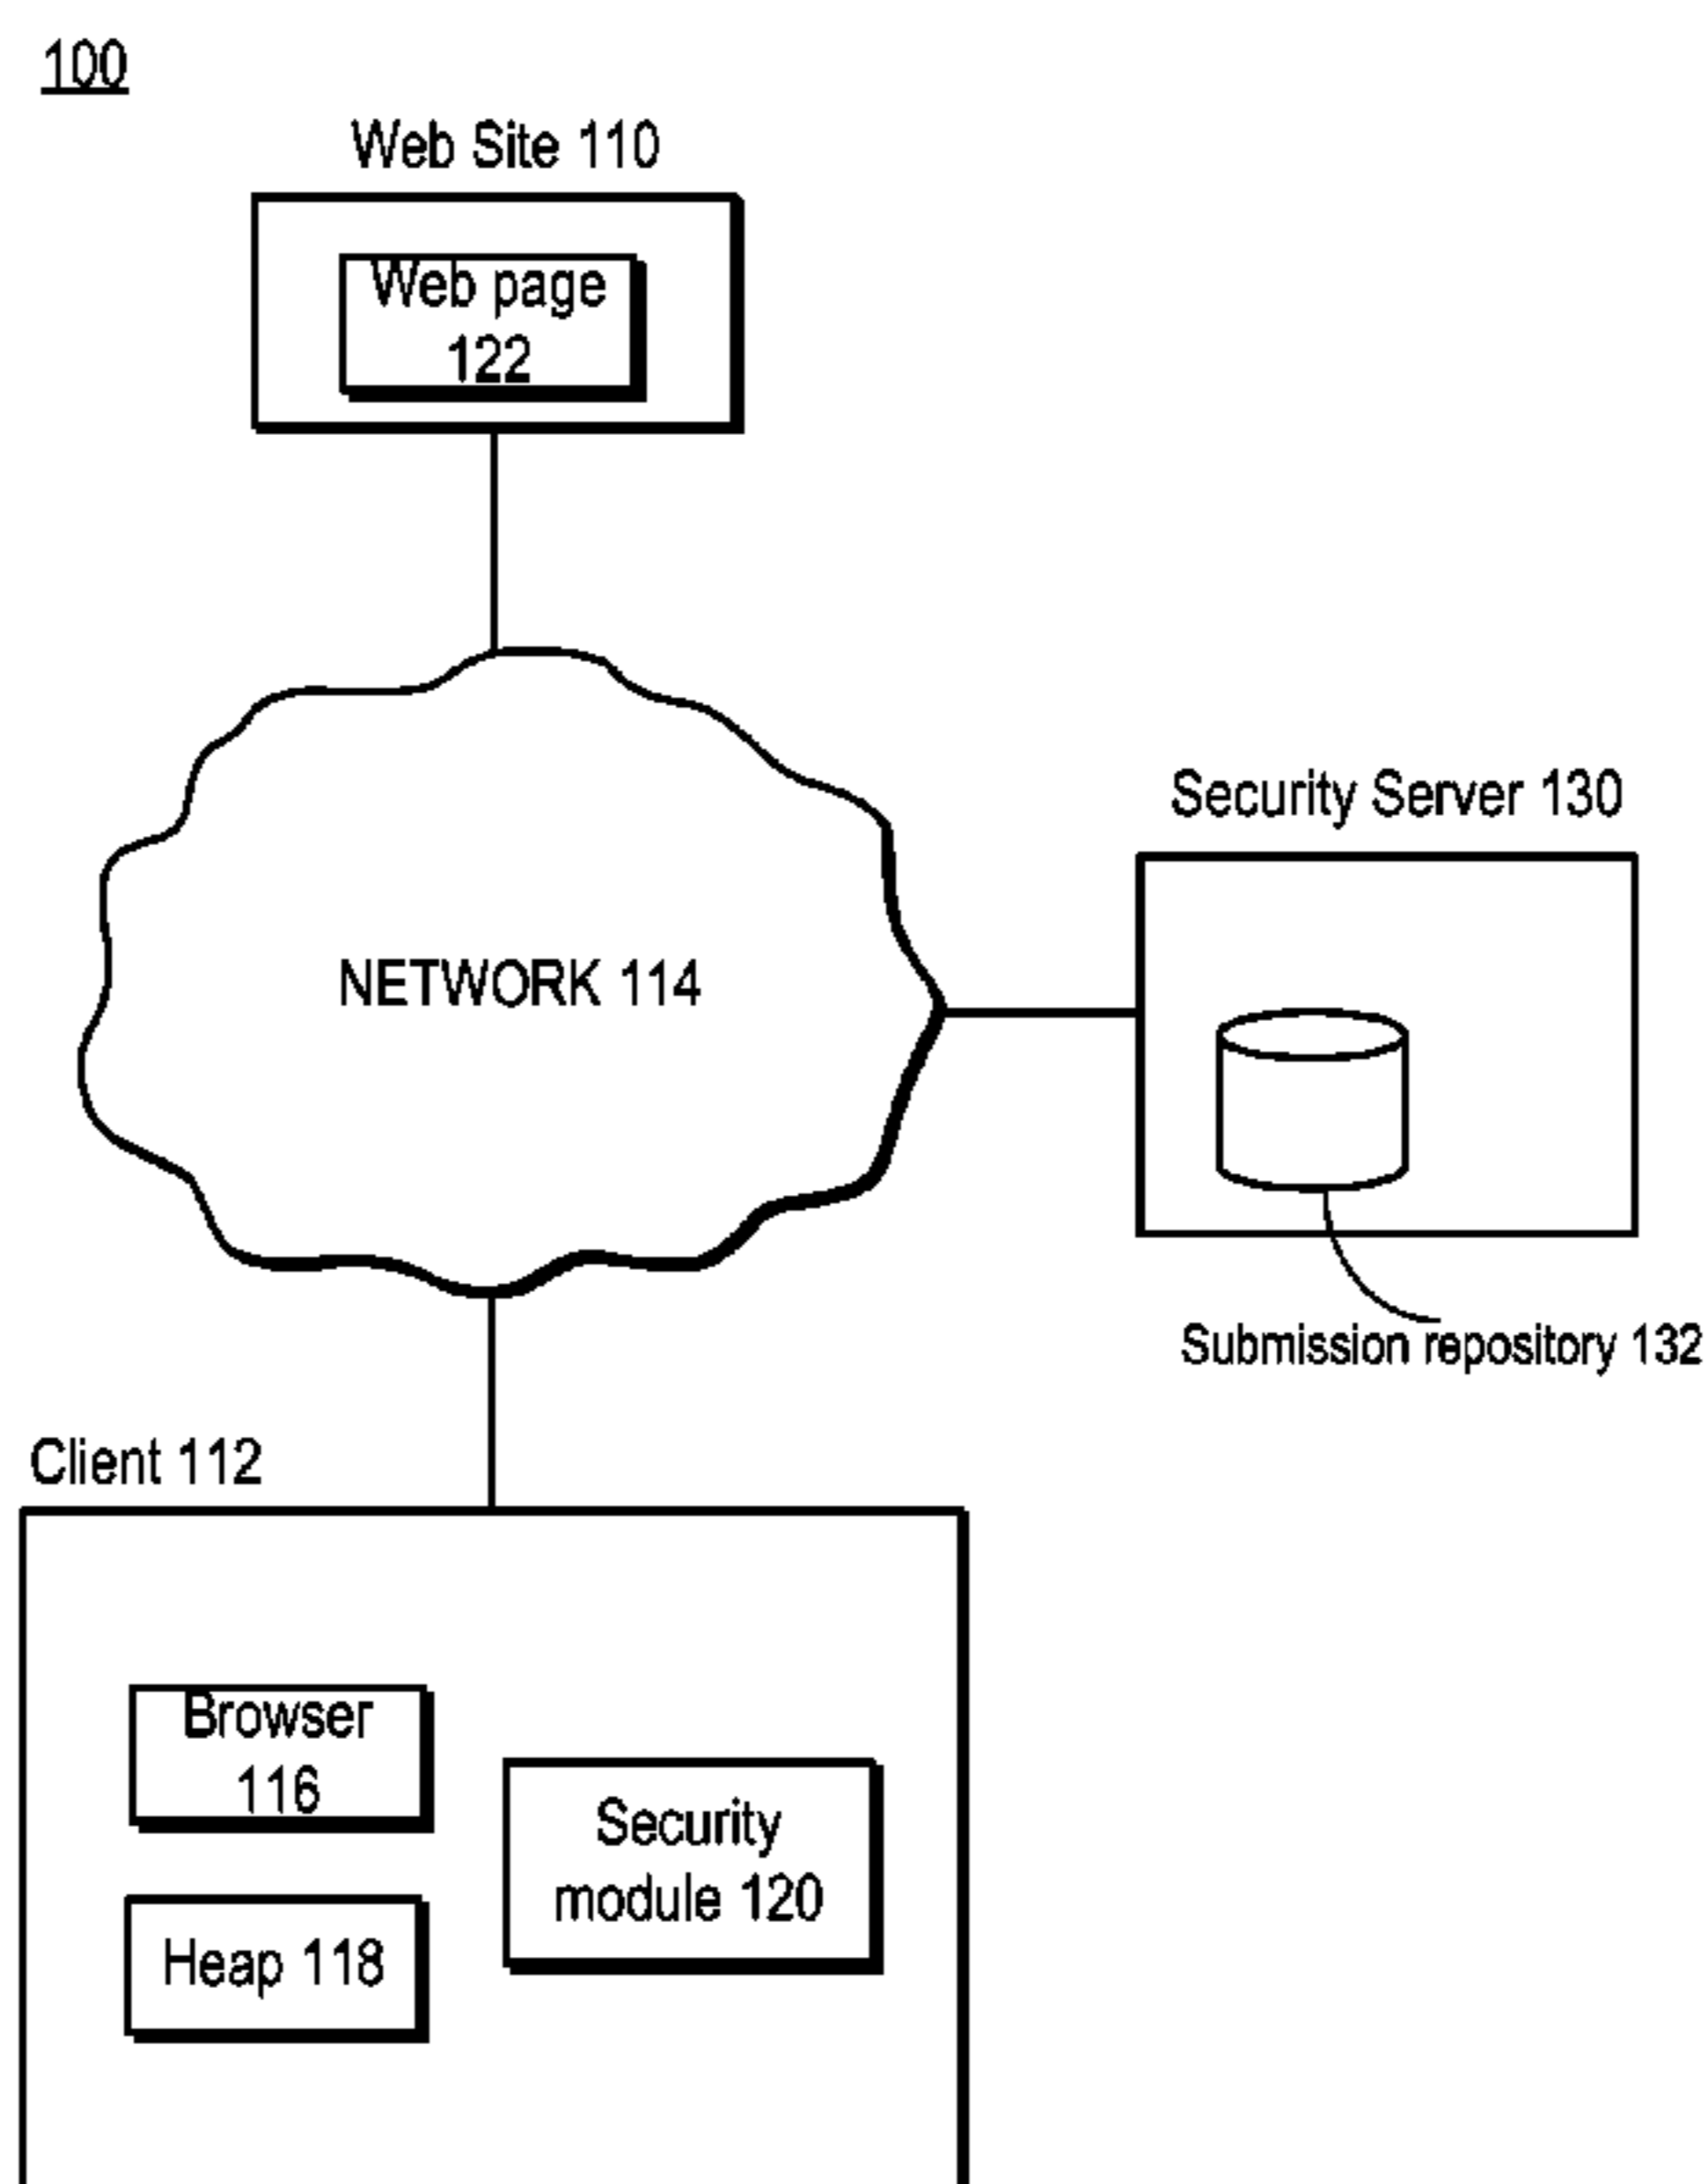 100
Web Site 110
Web page
122
Security Server 130
NETWORK 114
Submission repository 132
Client 112
Browser
116
Security
module 120
Heap 118